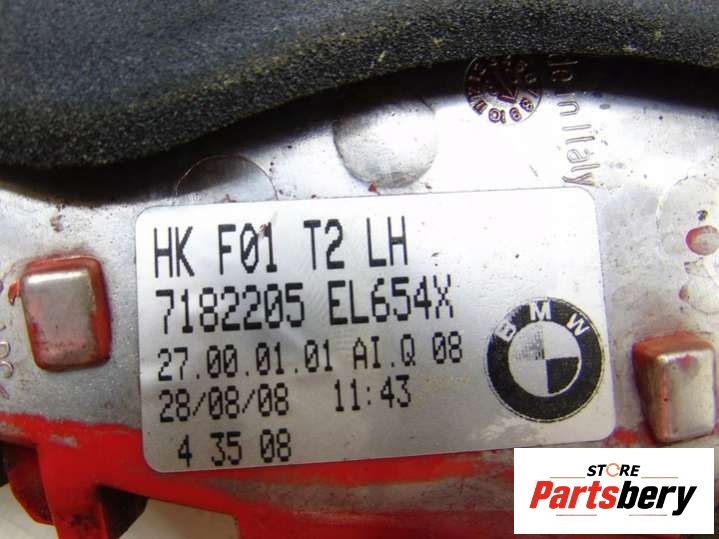 de in Italy
HK F01 T2 LH
7182205 EL654X
27.00.01.01 AI.Q 08
28/08/08 11:43
4 35 08
BMW
STORE
Partsbery